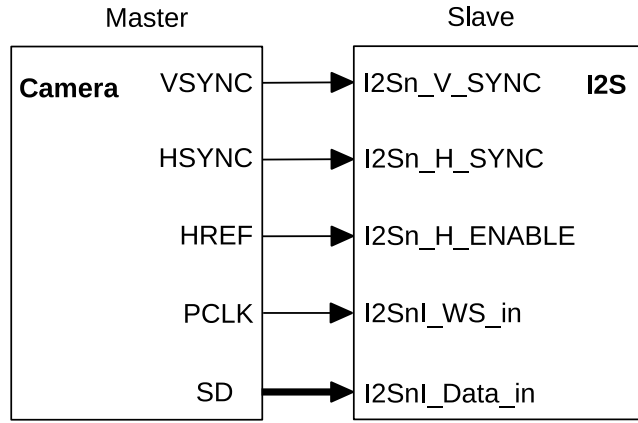 Master Slave
Camera VSYNC I2Sn_V_SYNC I2S
HSYNC I2Sn_H_SYNC
HREF I2Sn_H_ENABLE
PCLK I2SnI_WS_in
SD I2SnI_Data_in